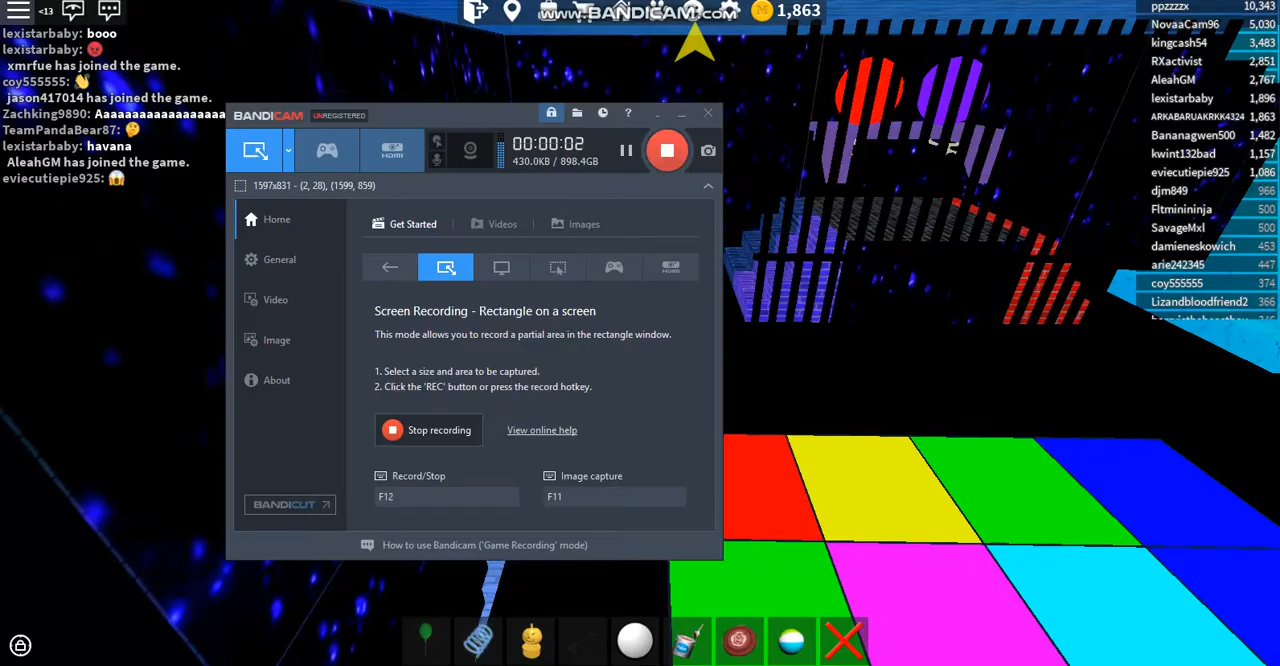 <13
www.BANDICAM.com
1,863
lexistarbaby: booo
lexistarbaby: 😡
xmrfue has joined the game.
coy555555: 👋
jason417014 has joined the game.
Zachking9890: Aaaaaaaaaaaaaaaaa
TeamPandaBear87: 🤔
lexistarbaby: havana
AleahGM has joined the game.
eviecutiepie925: 😱
BANDICAM UNREGISTERED
?
HDMI
00:00:02
430.0KB / 898.4GB
1597x831 - (2, 28), (1599, 859)
Home
General
Video
Image
About
BANDICUT ↗
Get Started
Videos
Images
HDMI
Screen Recording - Rectangle on a screen
This mode allows you to record a partial area in the rectangle window.
1. Select a size and area to be captured.
2. Click the 'REC' button or press the record hotkey.
Stop recording
View online help
Record/Stop
Image capture
F12
F11
How to use Bandicam ('Game Recording' mode)
ppzzzzx 10,343
NovaaCam96 5,030
kingcash54 3,483
RXactivist 2,851
AleahGM 2,767
lexistarbaby 1,896
ARKABARUAKRKK4324 1,863
Bananagwen500 1,482
kwint132bad 1,157
eviecutiepie925 1,086
djm849 966
Fltminininja 500
SavageMxl 500
damieneskowich 453
arie242345 447
coy555555 374
Lizandbloodfriend2 366